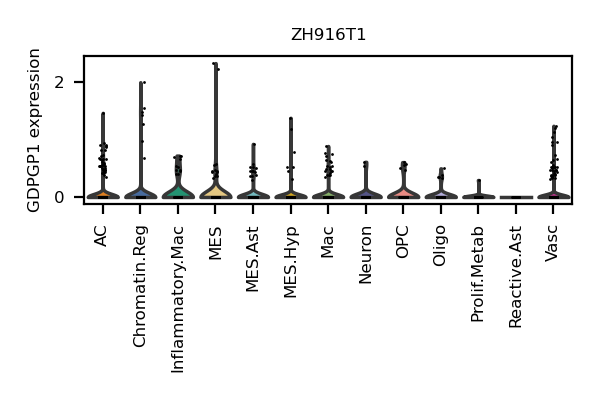 ZH916T1
GDPGP1 expression
2
0
AC
Chromatin.Reg
Inflammatory.Mac
MES
MES.Ast
MES.Hyp
Mac
Neuron
OPC
Oligo
Prolif.Metab
Reactive.Ast
Vasc